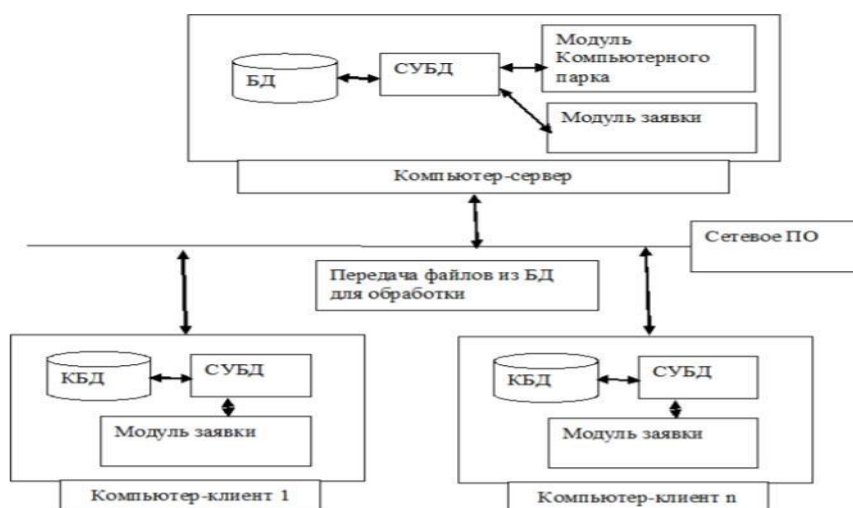 БД
СУБД
Модуль
Компьютерного
парка
Модуль заявки
Компьютер-сервер
Сетевое ПО
Передача файлов из БД
для обработки
КБД
СУБД
Модуль заявки
Компьютер-клиент 1
КБД
СУБД
Модуль заявки
Компьютер-клиент n